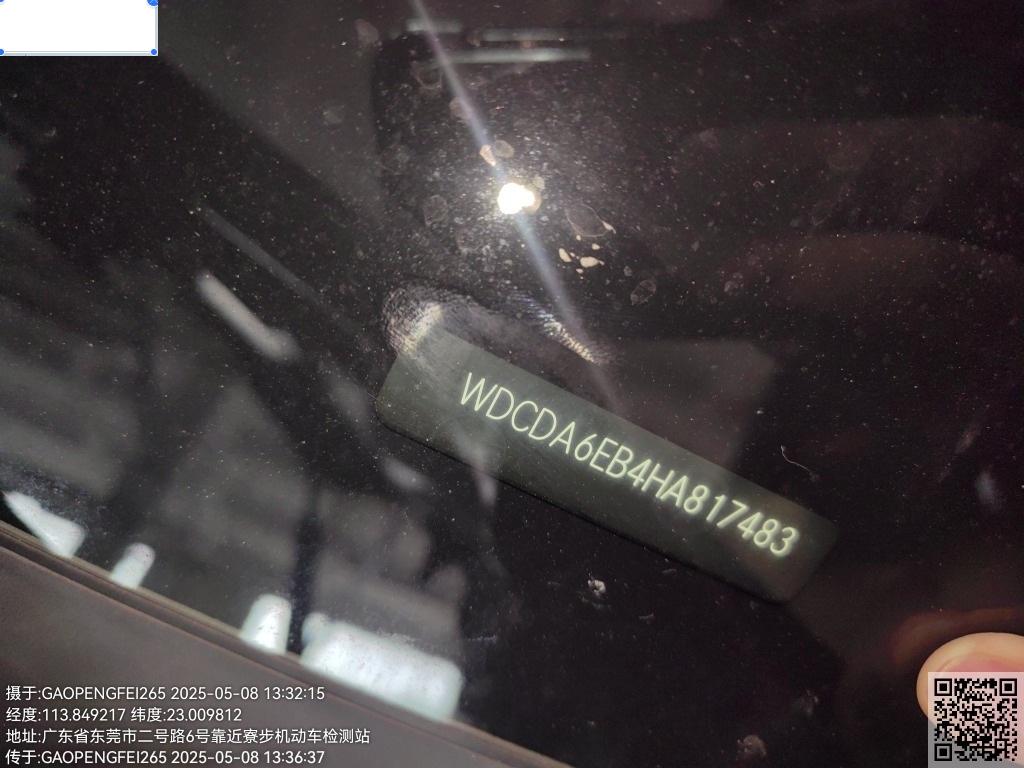 WDCDA6EB4HA817483
摄于:GAOPENGFEI265 2025-05-08 13:32:15
经度:113.849217 纬度:23.009812
地址:广东省东莞市二号路6号靠近寮步机动车检测站
传于:GAOPENGFEI265 2025-05-08 13:36:37